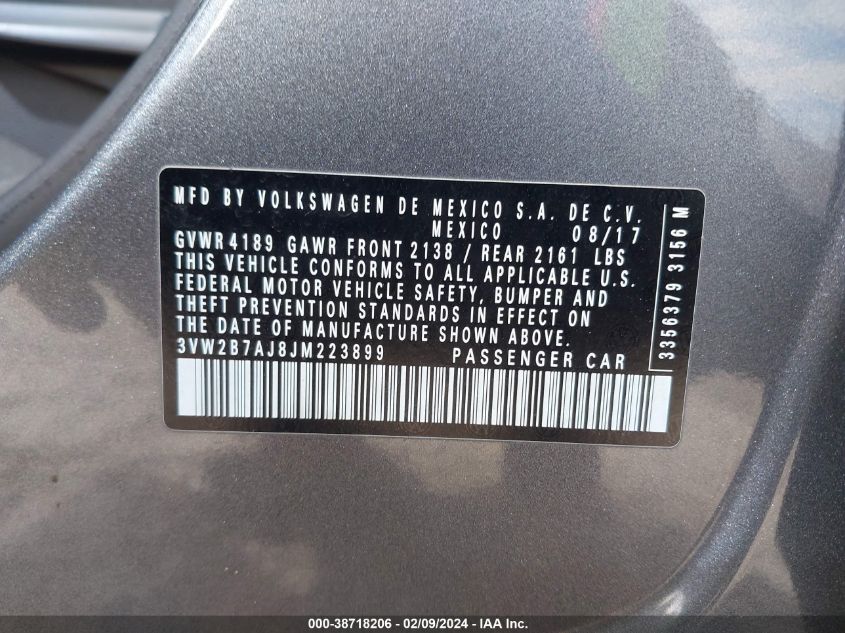 MFD BY VOLKSWAGEN DE MEXICO S.A. DE C.V.
MEXICO 08/17
GVWR 4189 GAWR FRONT 2138 / REAR 2161 LBS
THIS VEHICLE CONFORMS TO ALL APPLICABLE U.S.
FEDERAL MOTOR VEHICLE SAFETY, BUMPER AND
THEFT PREVENTION STANDARDS IN EFFECT ON
THE DATE OF MANUFACTURE SHOWN ABOVE.
3VW2B7AJ8JM223899 PASSENGER CAR
3356379 3156 M
000-38718206 - 02/09/2024 - IAA Inc.